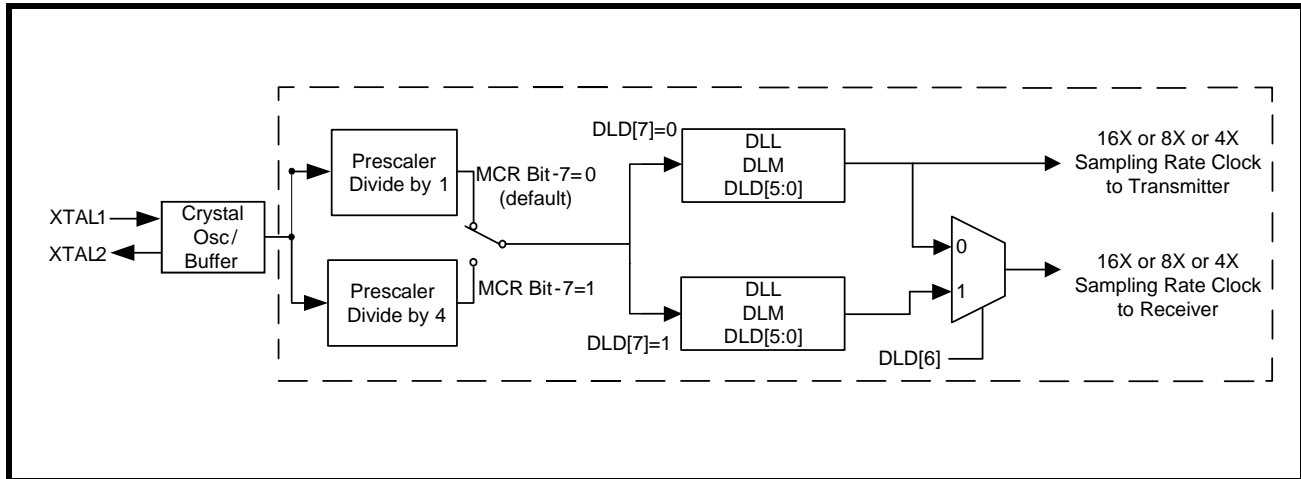 XTAL1
XTAL2
Crystal
Osc/
Buffer
Prescaler
Divide by 1
MCR Bit-7=0
(default)
Prescaler
Divide by 4
MCR Bit-7=1
DLD[7]=0
DLL
DLM
DLD[5:0]
DLD[7]=1
DLL
DLM
DLD[5:0]
0
1
DLD[6]
16X or 8X or 4X
Sampling Rate Clock
to Transmitter
16X or 8X or 4X
Sampling Rate Clock
to Receiver